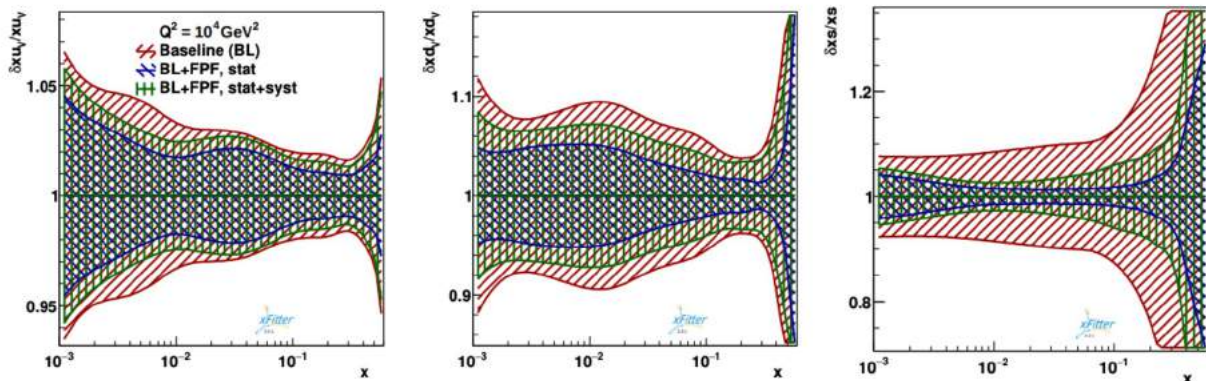 δxu_V/xu_V
Q² = 10⁴GeV²
Baseline (BL)
BL+FPF, stat
BL+FPF, stat+syst
1.05
1
0.95
10⁻³
10⁻²
10⁻¹
x
xFitter
δxd_V/xd_V
1.1
1
0.9
10⁻³
10⁻²
10⁻¹
x
xFitter
δxs/xs
1.2
1
0.8
10⁻³
10⁻²
10⁻¹
x
xFitter